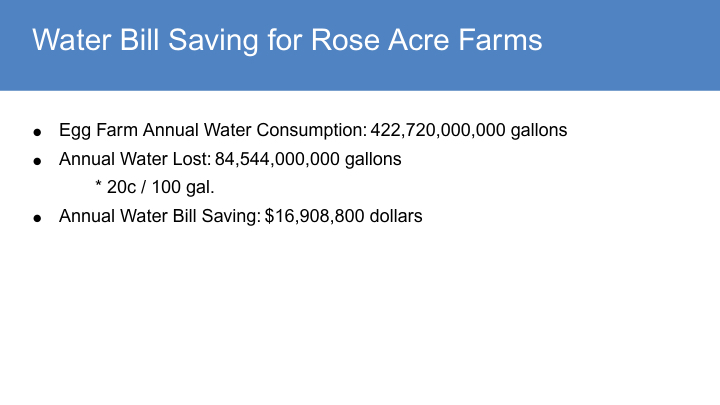 Water Bill Saving for Rose Acre Farms
● Egg Farm Annual Water Consumption: 422,720,000,000 gallons
● Annual Water Lost: 84,544,000,000 gallons
* 20c / 100 gal.
● Annual Water Bill Saving: $16,908,800 dollars